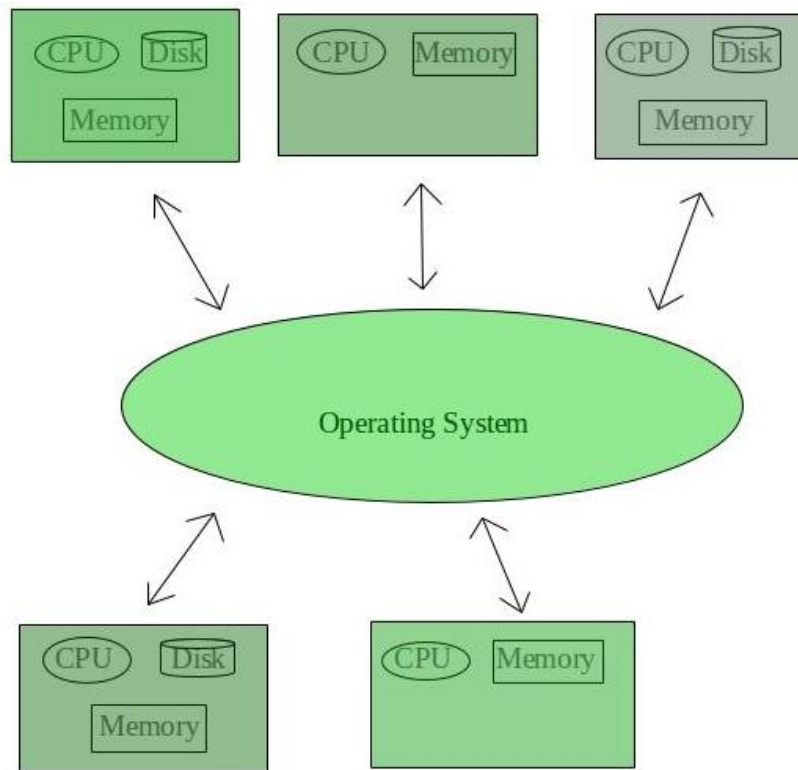 CPU Disk
Memory
CPU Memory
CPU Disk
Memory
Operating System
CPU Disk
Memory
CPU Memory